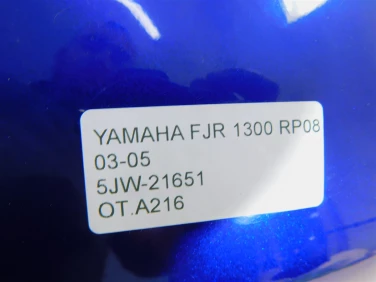 YAMAHA FJR 1300 RP08
03-05
5JW-21651
OT.A216